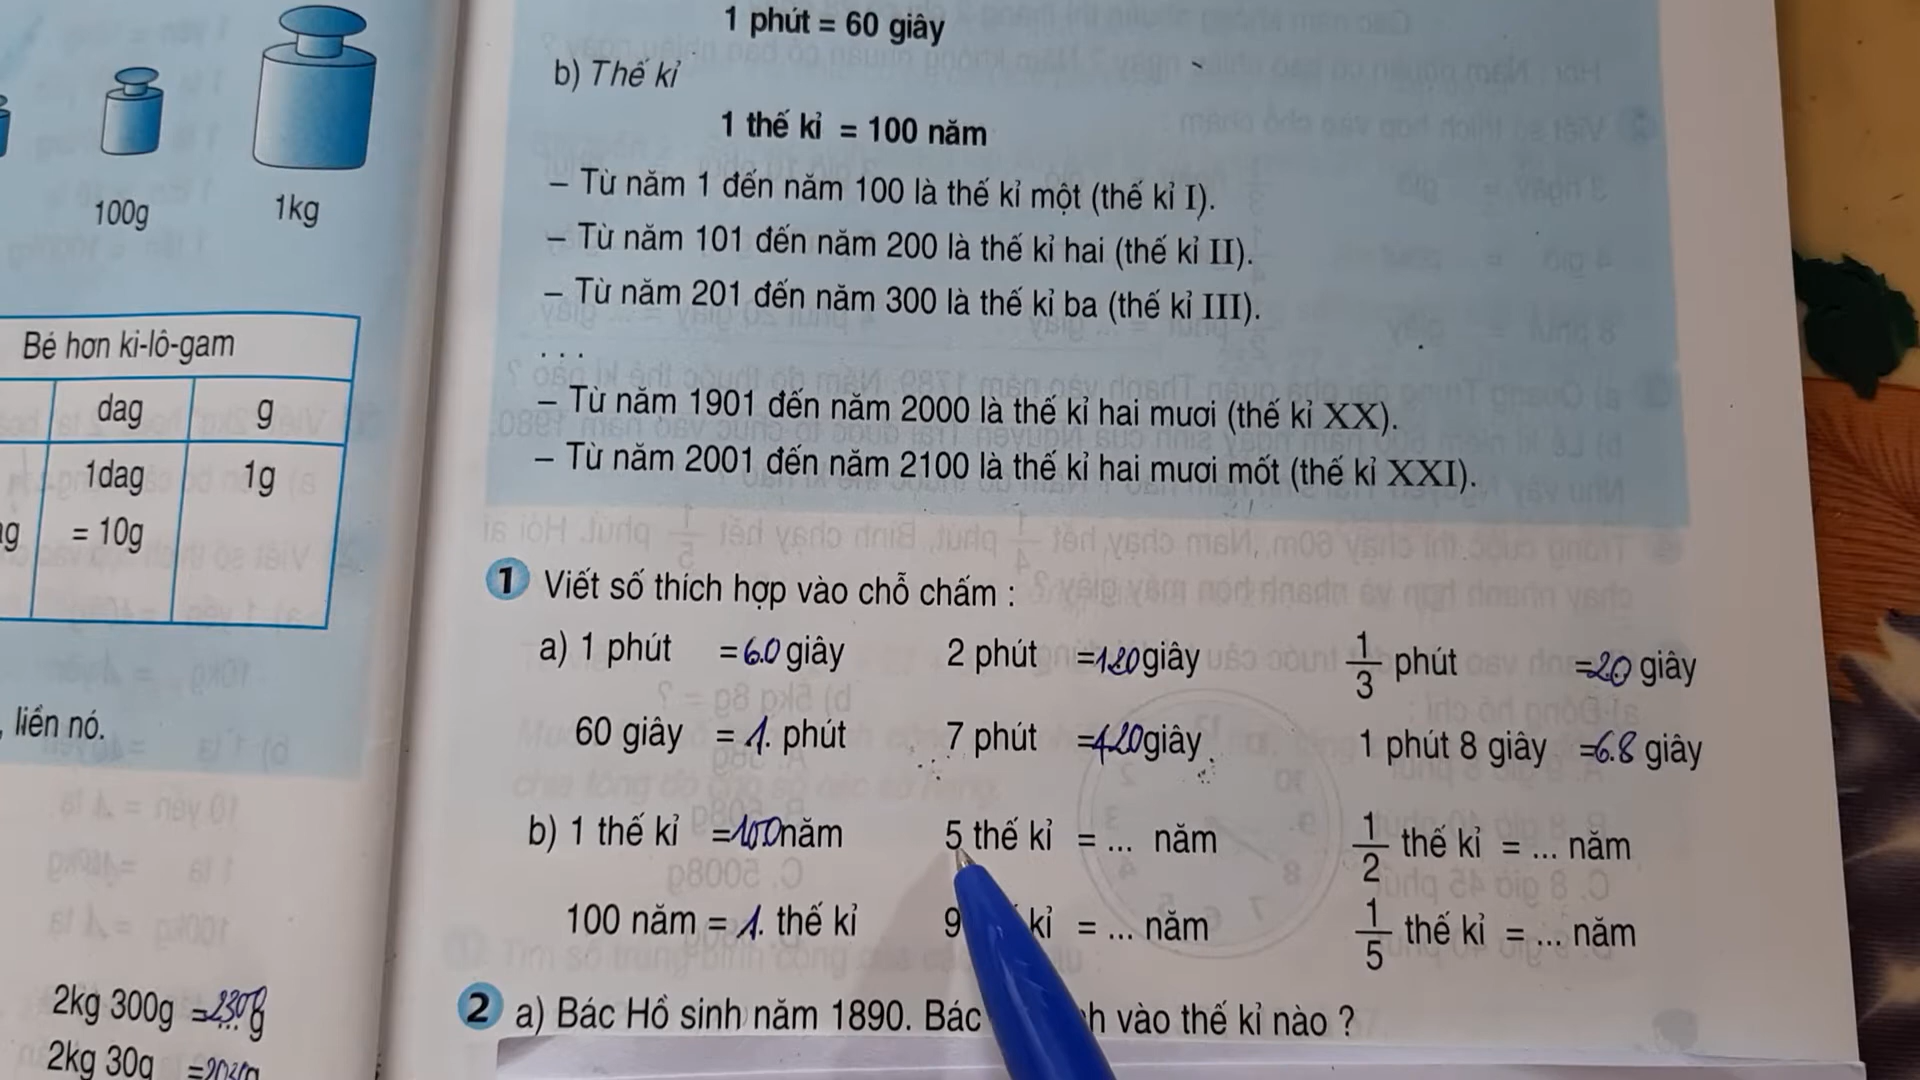 100g
1kg
Bé hơn ki-lô-gam
dag g
1dag 1g
= 10g
liền nó.
2kg 300g =2300g
2kg 30g =2030g
1 phút = 60 giây
b) Thế kỉ
1 thế kỉ = 100 năm
– Từ năm 1 đến năm 100 là thế kỉ một (thế kỉ I).
– Từ năm 101 đến năm 200 là thế kỉ hai (thế kỉ II).
– Từ năm 201 đến năm 300 là thế kỉ ba (thế kỉ III).
. . .
– Từ năm 1901 đến năm 2000 là thế kỉ hai mươi (thế kỉ XX).
– Từ năm 2001 đến năm 2100 là thế kỉ hai mươi mốt (thế kỉ XXI).
1 Viết số thích hợp vào chỗ chấm :
a) 1 phút = 60 giây 2 phút = 120 giây 1/3 phút = 20 giây
60 giây = 1 phút 7 phút = 420 giây 1 phút 8 giây = 68 giây
b) 1 thế kỉ = 100 năm 5 thế kỉ = ... năm 1/2 thế kỉ = ... năm
100 năm = 1 thế kỉ 9 kỉ = ... năm 1/5 thế kỉ = ... năm
2 a) Bác Hồ sinh năm 1890. Bác vào thế kỉ nào ?